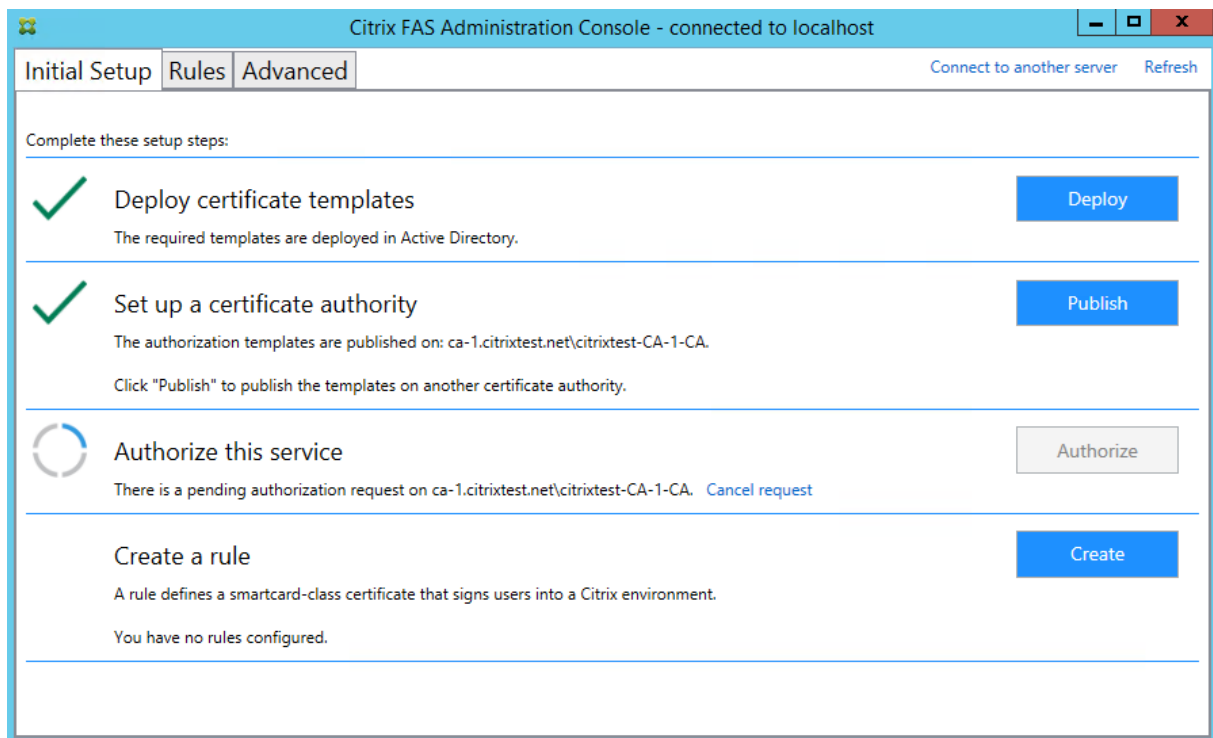 Citrix FAS Administration Console - connected to localhost
Initial Setup Rules Advanced Connect to another server Refresh
Complete these setup steps:
Deploy certificate templates Deploy
The required templates are deployed in Active Directory.
Set up a certificate authority Publish
The authorization templates are published on: ca-1.citrixtest.net\citrixtest-CA-1-CA.
Click "Publish" to publish the templates on another certificate authority.
Authorize this service Authorize
There is a pending authorization request on ca-1.citrixtest.net\citrixtest-CA-1-CA. Cancel request
Create a rule Create
A rule defines a smartcard-class certificate that signs users into a Citrix environment.
You have no rules configured.